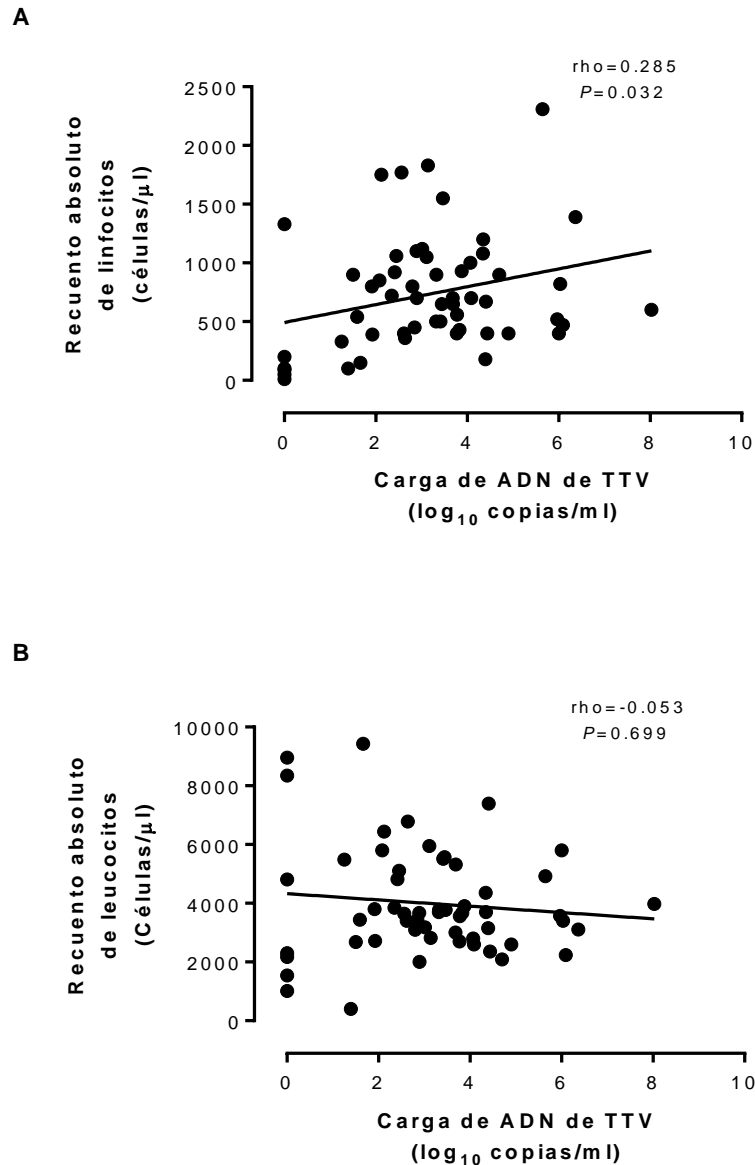 A
rho=0.285
P=0.032
Recuento absoluto
de linfocitos
(células/µl)
2500
2000
1500
1000
500
0
0 2 4 6 8 10
Carga de ADN de TTV
(log10 copias/ml)
B
rho=-0.053
P=0.699
Recuento absoluto
de leucocitos
(Células/µl)
10000
8000
6000
4000
2000
0
0 2 4 6 8 10
Carga de ADN de TTV
(log10 copias/ml)